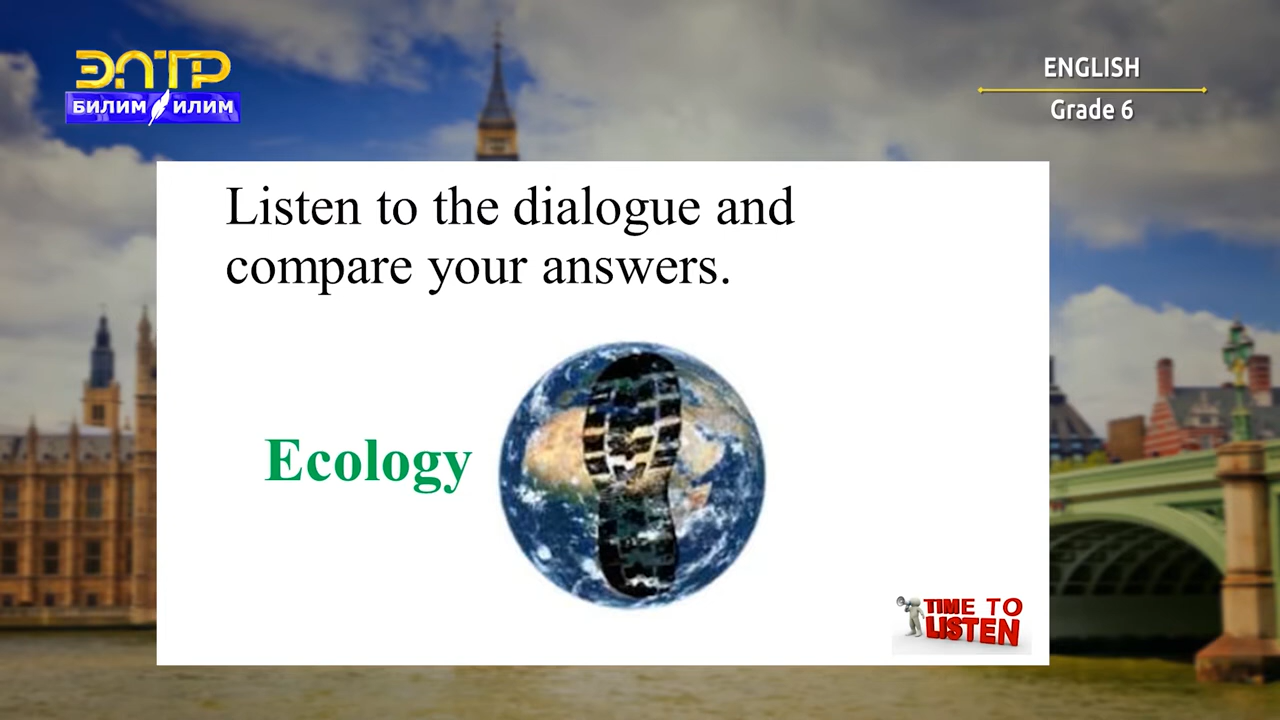 ЭЛТР
БИЛИМ ИЛИМ
ENGLISH
Grade 6
Listen to the dialogue and
compare your answers.
Ecology
TIME TO
LISTEN